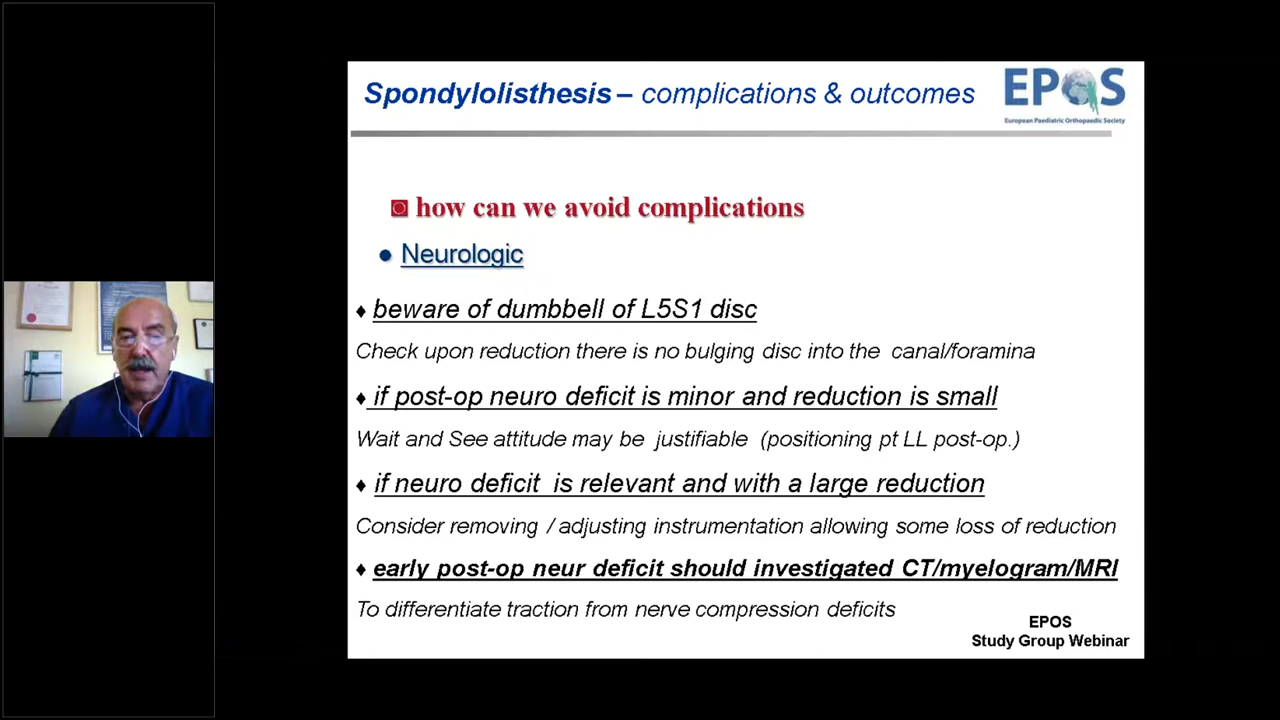 Spondylolisthesis – complications & outcomes
EPOS
European Paediatric Orthopaedic Society
how can we avoid complications
Neurologic
beware of dumbbell of L5S1 disc
Check upon reduction there is no bulging disc into the canal/foramina
if post-op neuro deficit is minor and reduction is small
Wait and See attitude may be justifiable (positioning pt LL post-op.)
if neuro deficit is relevant and with a large reduction
Consider removing / adjusting instrumentation allowing some loss of reduction
early post-op neur deficit should investigated CT/myelogram/MRI
To differentiate traction from nerve compression deficits
EPOS
Study Group Webinar